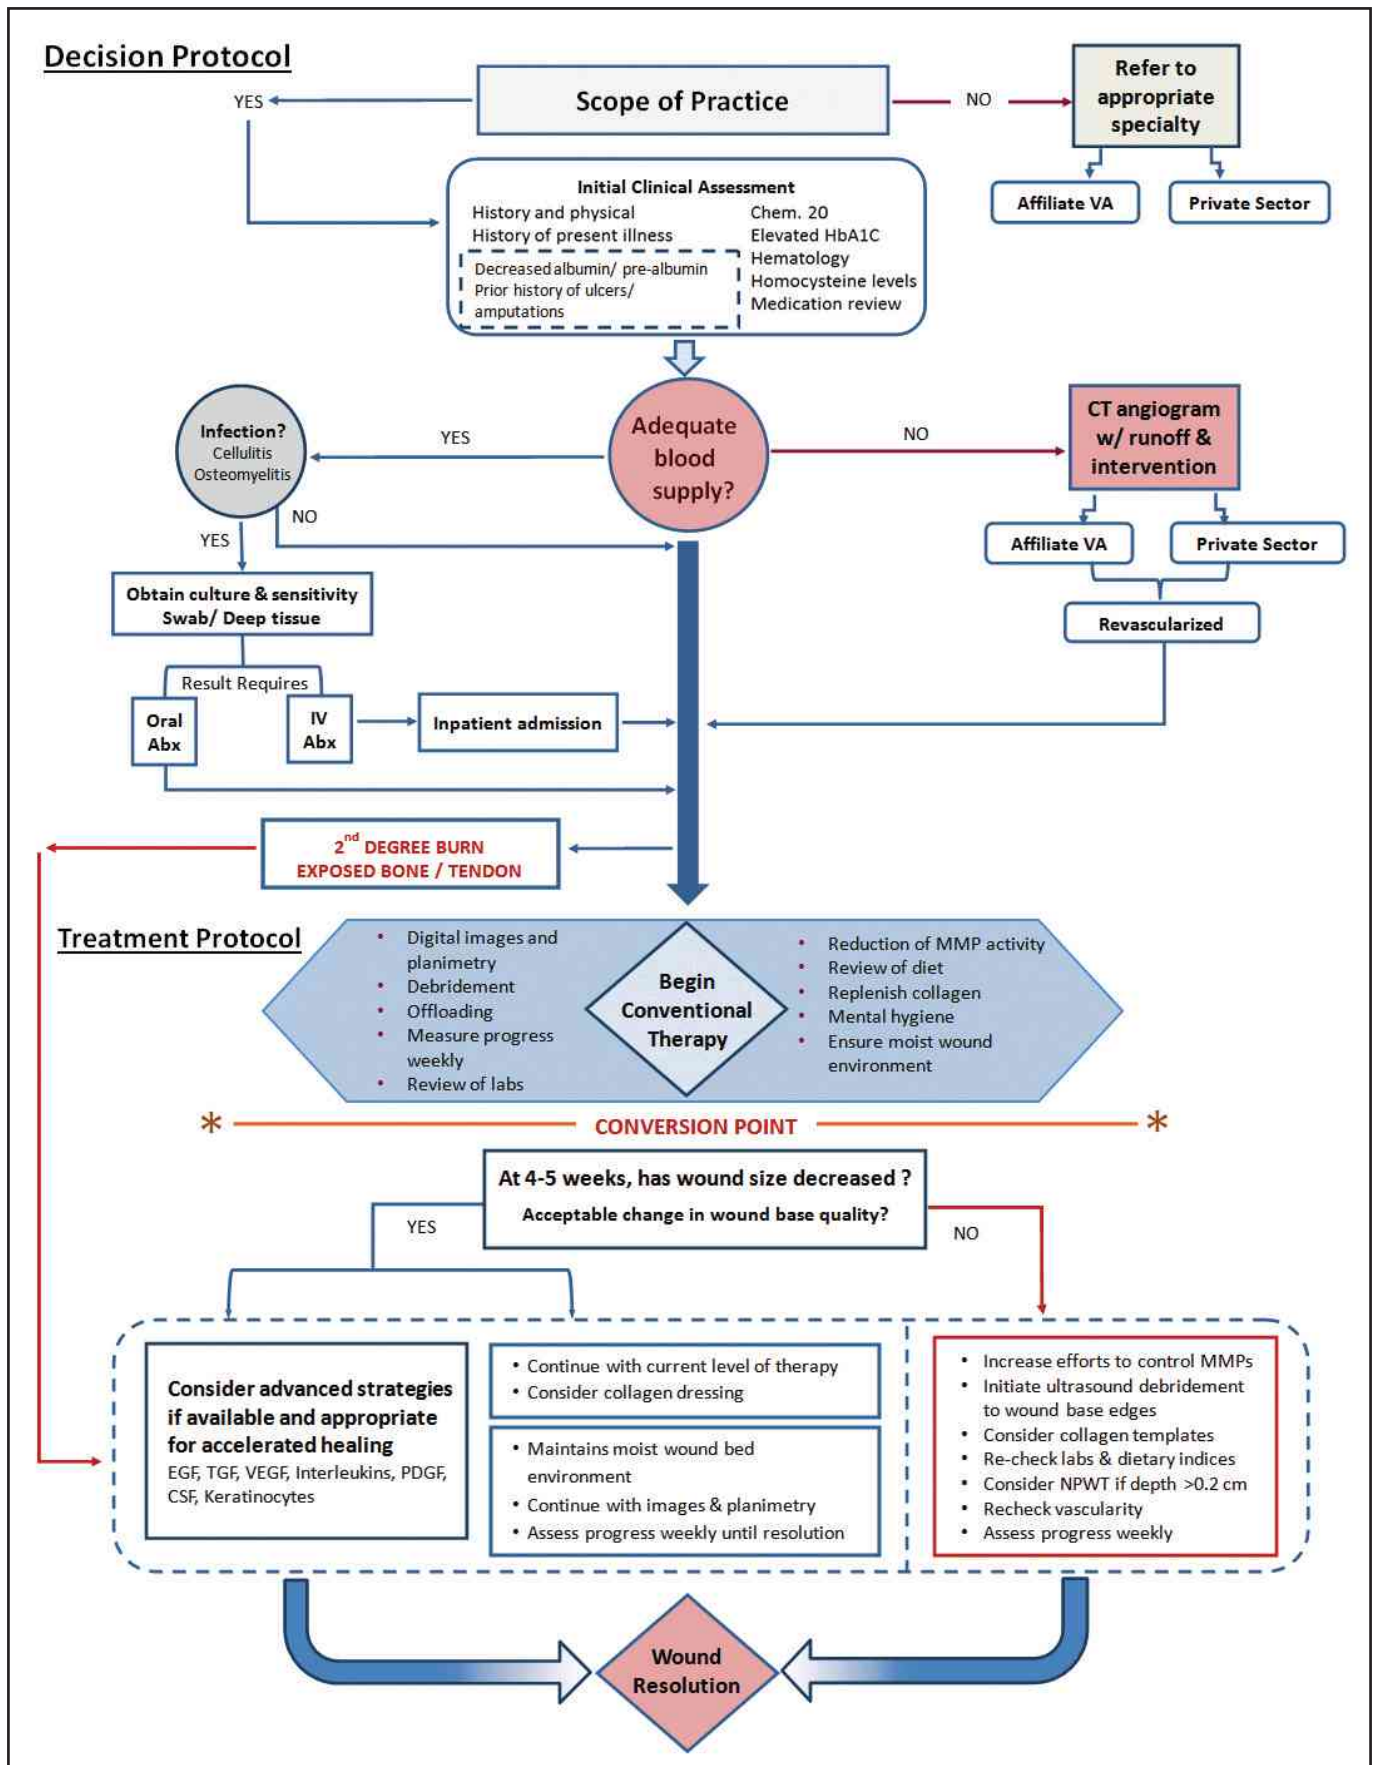 Decision Protocol
YES
Scope of Practice
NO
Refer to
appropriate
specialty
Affiliate VA
Private Sector
Initial Clinical Assessment
History and physical
History of present illness
Decreased albumin/ pre-albumin
Prior history of ulcers/
amputations
Chem. 20
Elevated HbA1C
Hematology
Homocysteine levels
Medication review
Infection?
Cellulitis
Osteomyelitis
YES
Adequate
blood
supply?
NO
CT angiogram
w/ runoff &
intervention
NO
YES
Affiliate VA
Private Sector
Revascularized
Obtain culture & sensitivity
Swab/ Deep tissue
Result Requires
Oral
Abx
IV
Abx
Inpatient admission
2nd DEGREE BURN
EXPOSED BONE / TENDON
Treatment Protocol
• Digital images and
planimetry
• Debridement
• Offloading
• Measure progress
weekly
• Review of labs
Begin
Conventional
Therapy
• Reduction of MMP activity
• Review of diet
• Replenish collagen
• Mental hygiene
• Ensure moist wound
environment
* CONVERSION POINT *
At 4-5 weeks, has wound size decreased ?
Acceptable change in wound base quality?
YES
NO
Consider advanced strategies
if available and appropriate
for accelerated healing
EGF, TGF, VEGF, Interleukins, PDGF,
CSF, Keratinocytes
• Continue with current level of therapy
• Consider collagen dressing
• Maintains moist wound bed
environment
• Continue with images & planimetry
• Assess progress weekly until resolution
• Increase efforts to control MMPs
• Initiate ultrasound debridement
to wound base edges
• Consider collagen templates
• Re-check labs & dietary indices
• Consider NPWT if depth >0.2 cm
• Recheck vascularity
• Assess progress weekly
Wound
Resolution